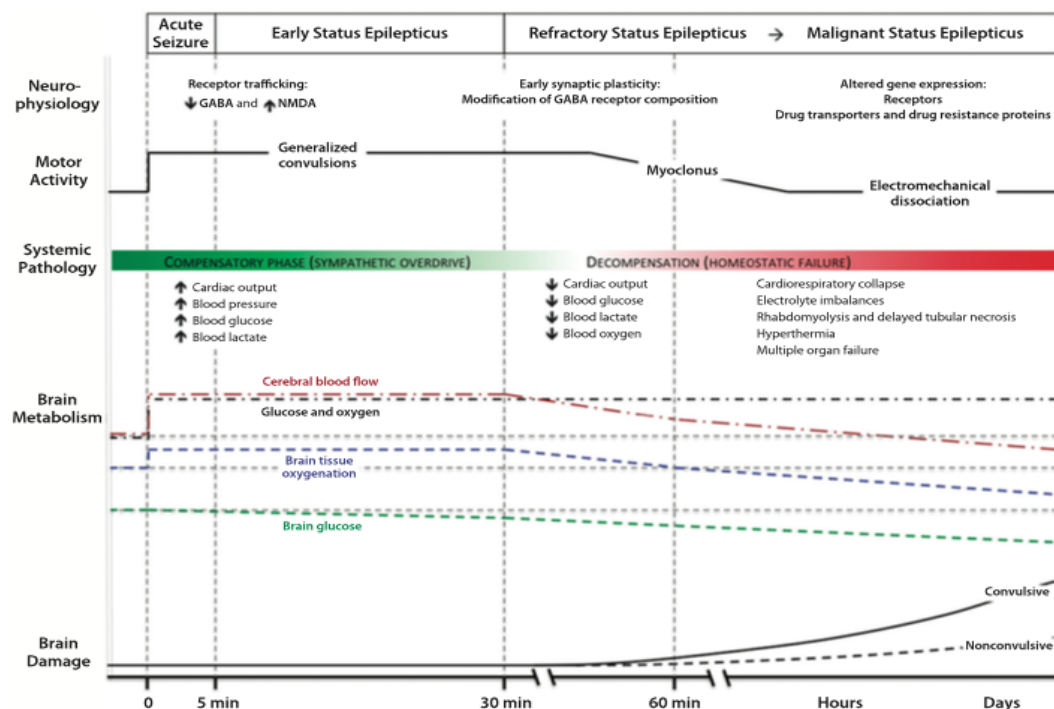 Acute
Seizure
Early Status Epilepticus
Refractory Status Epilepticus → Malignant Status Epilepticus
Neuro-
physiology
Receptor trafficking:
↓ GABA and ↑ NMDA
Early synaptic plasticity:
Modification of GABA receptor composition
Altered gene expression:
Receptors
Drug transporters and drug resistance proteins
Motor
Activity
Generalized
convulsions
Myoclonus
Electromechanical
dissociation
Systemic
Pathology
COMPENSATORY PHASE (SYMPATHETIC OVERDRIVE)
DECOMPENSATION (HOMEOSTATIC FAILURE)
↑ Cardiac output
↑ Blood pressure
↑ Blood glucose
↑ Blood lactate
↓ Cardiac output
↓ Blood glucose
↓ Blood lactate
↓ Blood oxygen
Cardiorespiratory collapse
Electrolyte imbalances
Rhabdomyolysis and delayed tubular necrosis
Hyperthermia
Multiple organ failure
Brain
Metabolism
Cerebral blood flow
Glucose and oxygen
Brain tissue
oxygenation
Brain glucose
Brain
Damage
Convulsive
Nonconvulsive
0
5 min
30 min
60 min
Hours
Days